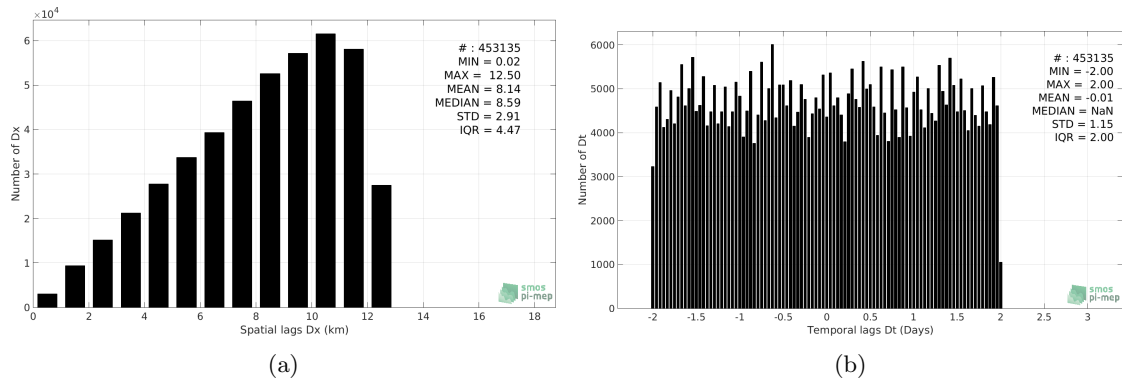 ×10⁴
6
5
4
3
2
1
0
Number of Dx
0 2 4 6 8 10 12 14 16 18
Spatial lags Dx (km)
# : 453135
MIN = 0.02
MAX = 12.50
MEAN = 8.14
MEDIAN = 8.59
STD = 2.91
IQR = 4.47
smos
pi-mep
(a)
6000
5000
4000
3000
2000
1000
0
Number of Dt
-2 -1.5 -1 -0.5 0 0.5 1 1.5 2 2.5 3
Temporal lags Dt (Days)
# : 453135
MIN = -2.00
MAX = 2.00
MEAN = -0.01
MEDIAN = NaN
STD = 1.15
IQR = 2.00
smos
pi-mep
(b)